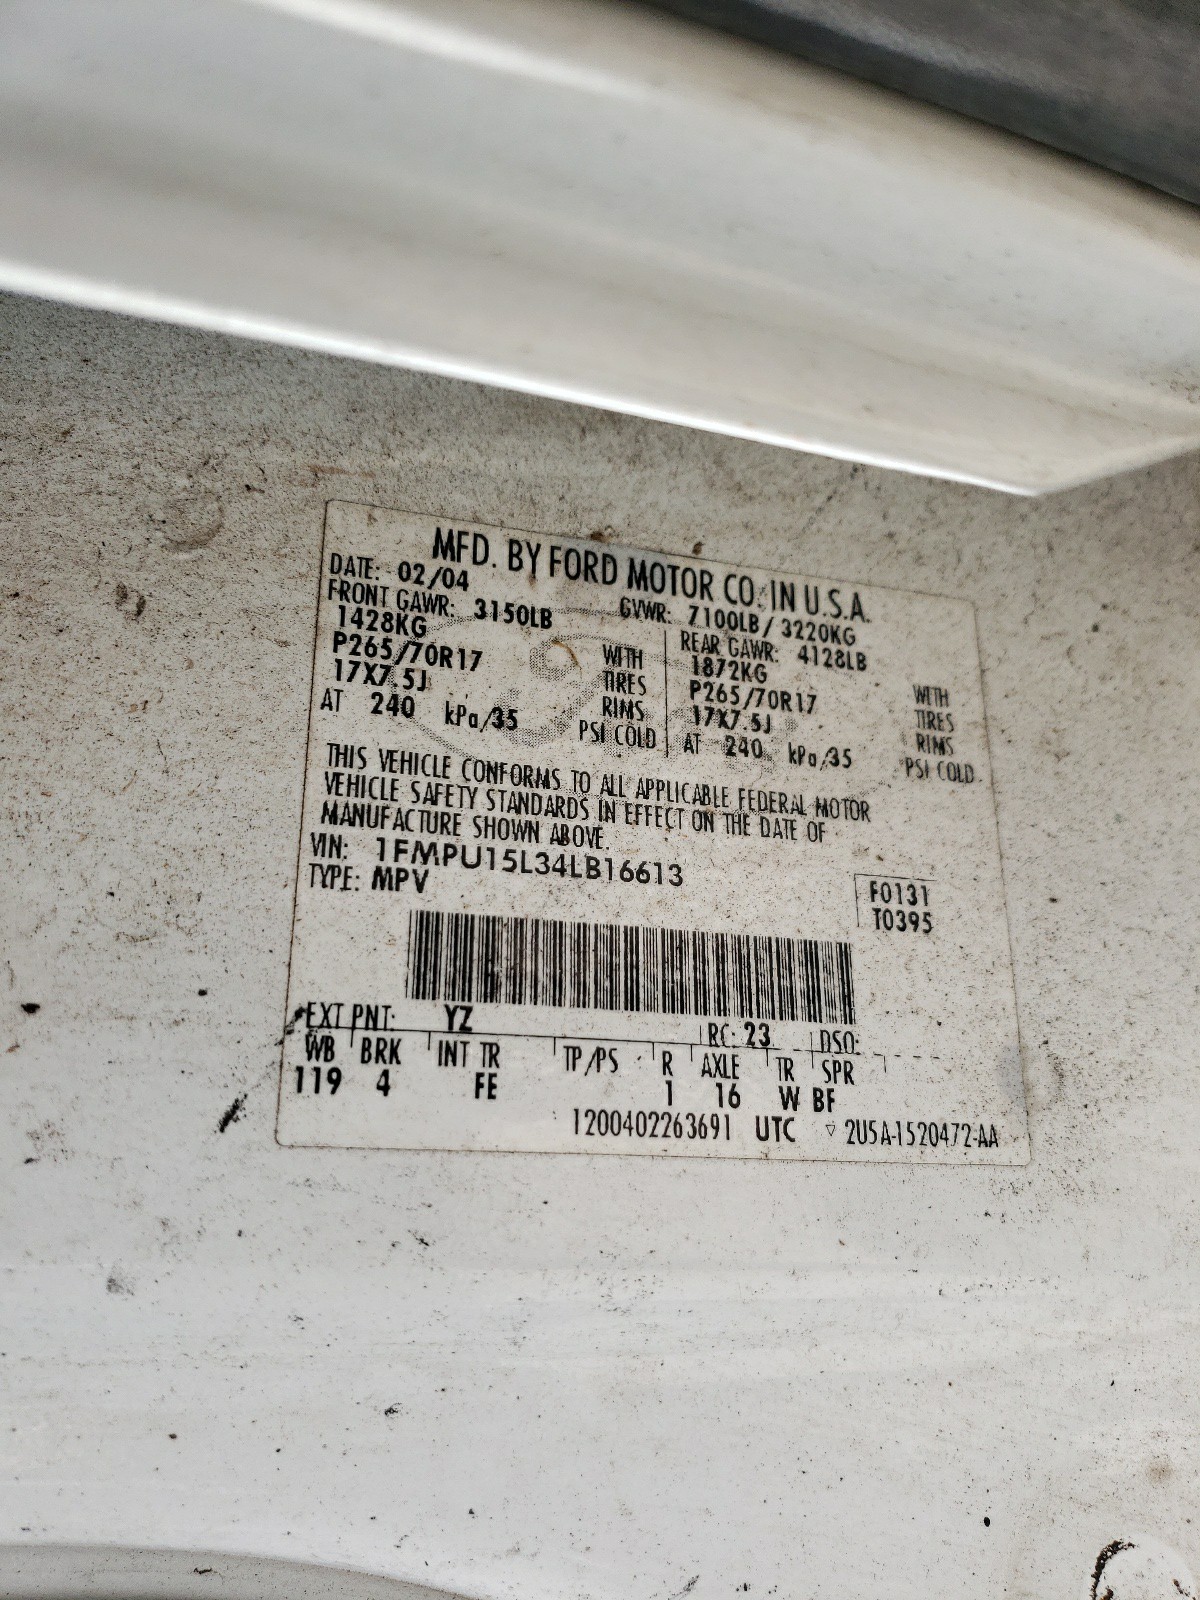 MFD. BY FORD MOTOR CO. IN U.S.A.
DATE: 02/04 GVWR: 7100LB / 3220KG
FRONT GAWR: 3150LB REAR GAWR: 4128LB
1428KG WITH 1872KG WITH
P265/70R17 TIRES P265/70R17 TIRES
17X7.5J RIMS 17X7.5J RIMS
AT 240 kPa/35 PSI COLD AT 240 kPa/35 PSI COLD
THIS VEHICLE CONFORMS TO ALL APPLICABLE FEDERAL MOTOR
VEHICLE SAFETY STANDARDS IN EFFECT ON THE DATE OF
MANUFACTURE SHOWN ABOVE.
VIN: 1FMPU15L34LB16613
TYPE: MPV
F0131
T0395
EXT PNT: YZ RC: 23 DSO:
WB BRK INT TR TP/PS R AXLE TR SPR
119 4 FE 1 16 W BF
1200402263691 UTC ▽ 2U5A-1520472-AA